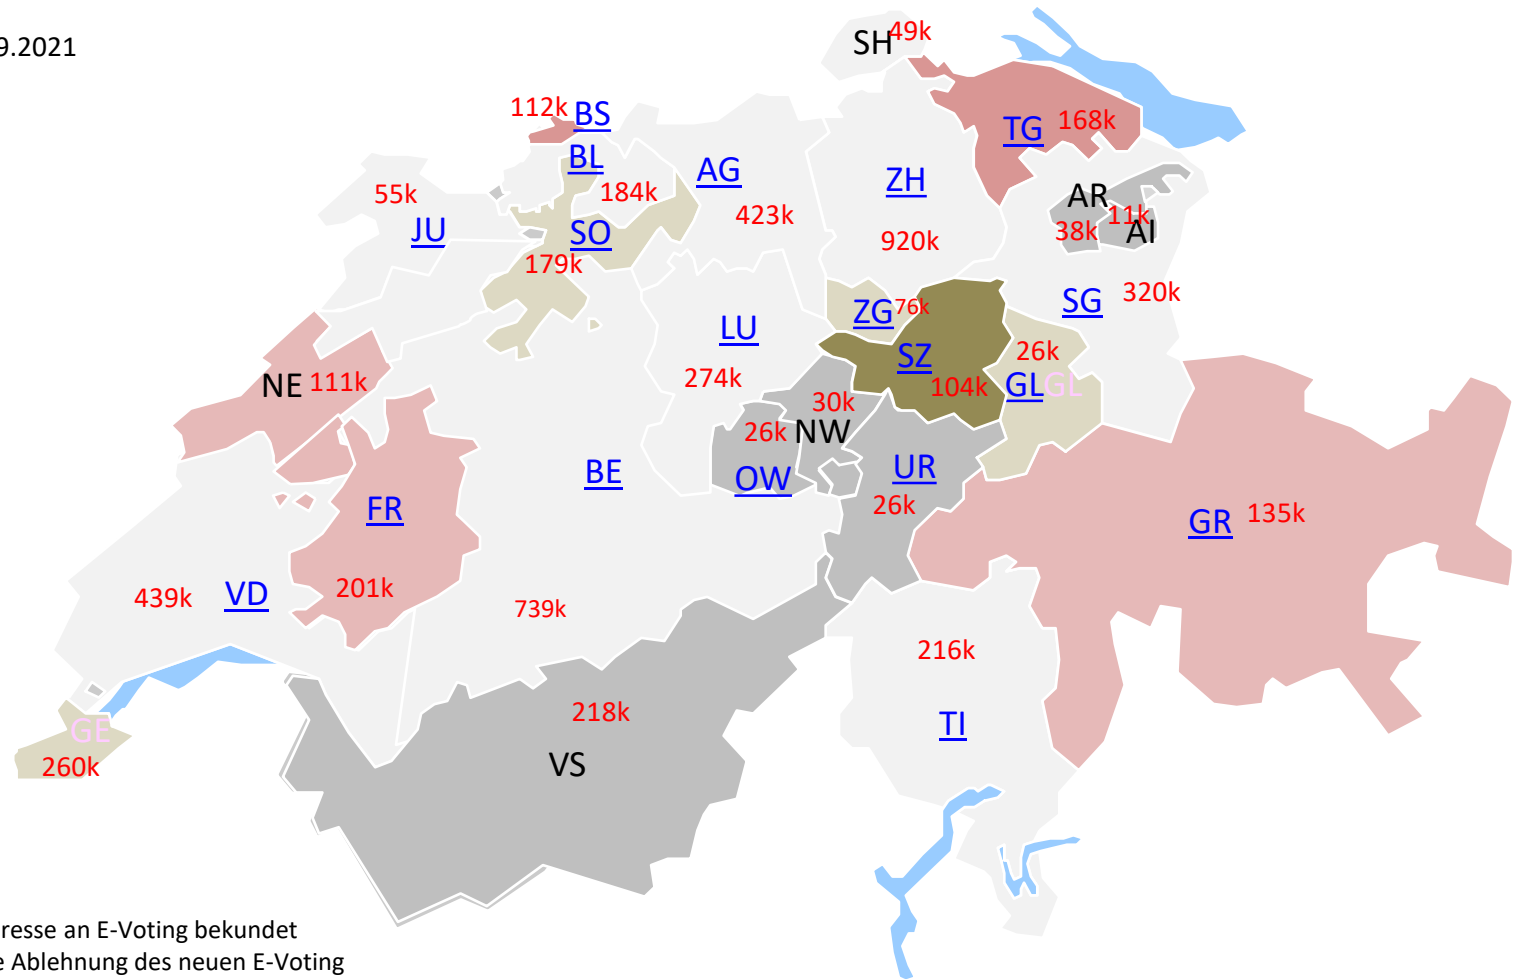 SH 49k
9.2021
112k BS
TG 168k
BL
AG
ZH
184k
55k
AR
11k
423k
JU
SO
38k AI
920k
179k
SG 320k
ZG 76k
LU
26k
SZ
274k
104k
GL GL
NE 111k
30k
26k NW
BE
OW
UR
26k
FR
GR 135k
201k
439k VD
739k
216k
218k
TI
GE
VS
260k
resse an E-Voting bekundet
e Ablehnung des neuen E-Voting